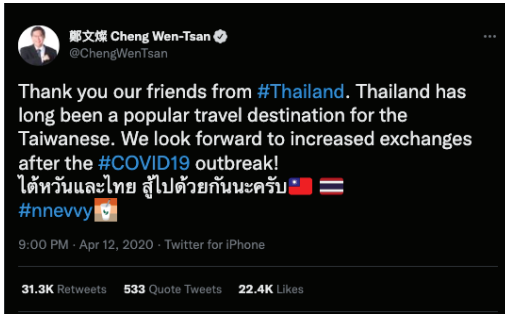 鄭文燦 Cheng Wen-Tsan
@ChengWenTsan
Thank you our friends from #Thailand. Thailand has
long been a popular travel destination for the
Taiwanese. We look forward to increased exchanges
after the #COVID19 outbreak!
ไต้หวันและไทย สู้ไปด้วยกันนะครับ🇹🇼 🇹🇭
#nnevvy
9:00 PM · Apr 12, 2020 · Twitter for iPhone
31.3K Retweets 533 Quote Tweets 22.4K Likes